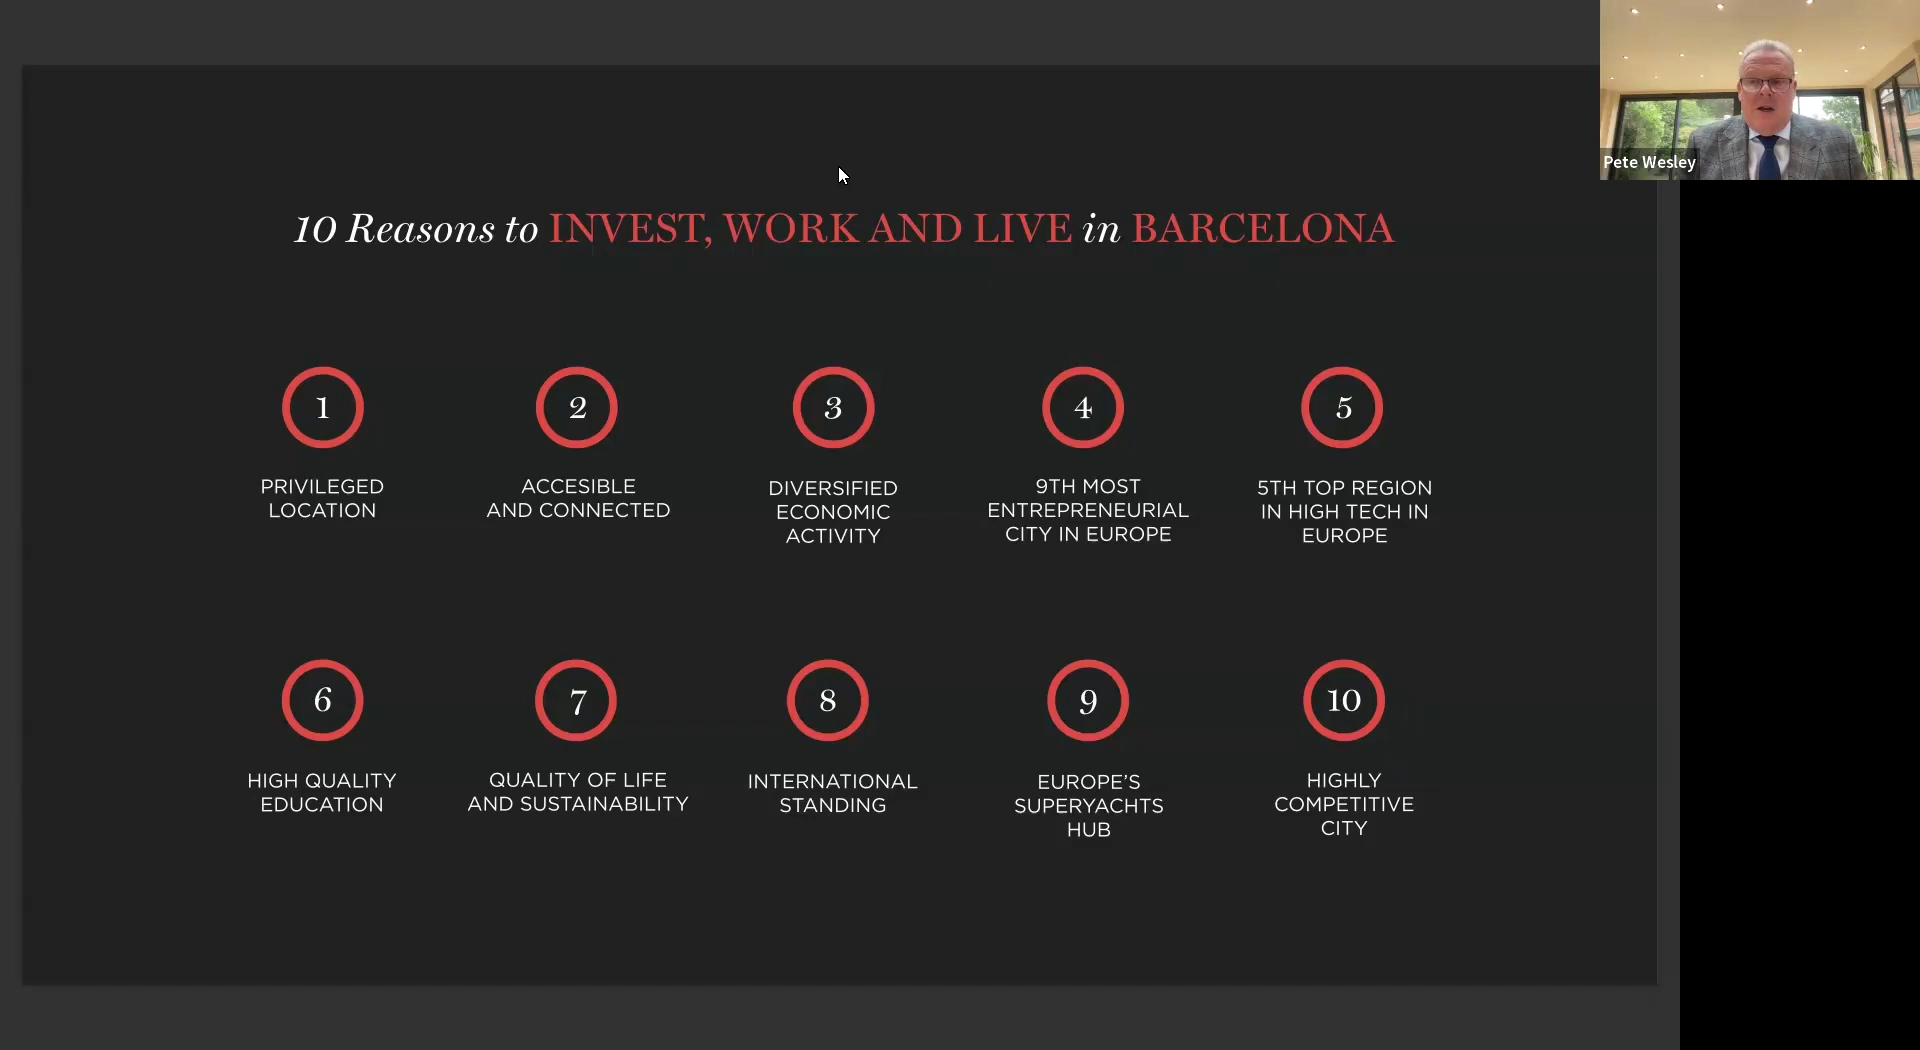 Pete Wesley
10 Reasons to INVEST, WORK AND LIVE in BARCELONA
1
PRIVILEGED
LOCATION
2
ACCESIBLE
AND CONNECTED
3
DIVERSIFIED
ECONOMIC
ACTIVITY
4
9TH MOST
ENTREPRENEURIAL
CITY IN EUROPE
5
5TH TOP REGION
IN HIGH TECH IN
EUROPE
6
HIGH QUALITY
EDUCATION
7
QUALITY OF LIFE
AND SUSTAINABILITY
8
INTERNATIONAL
STANDING
9
EUROPE’S
SUPERYACHTS
HUB
10
HIGHLY
COMPETITIVE
CITY